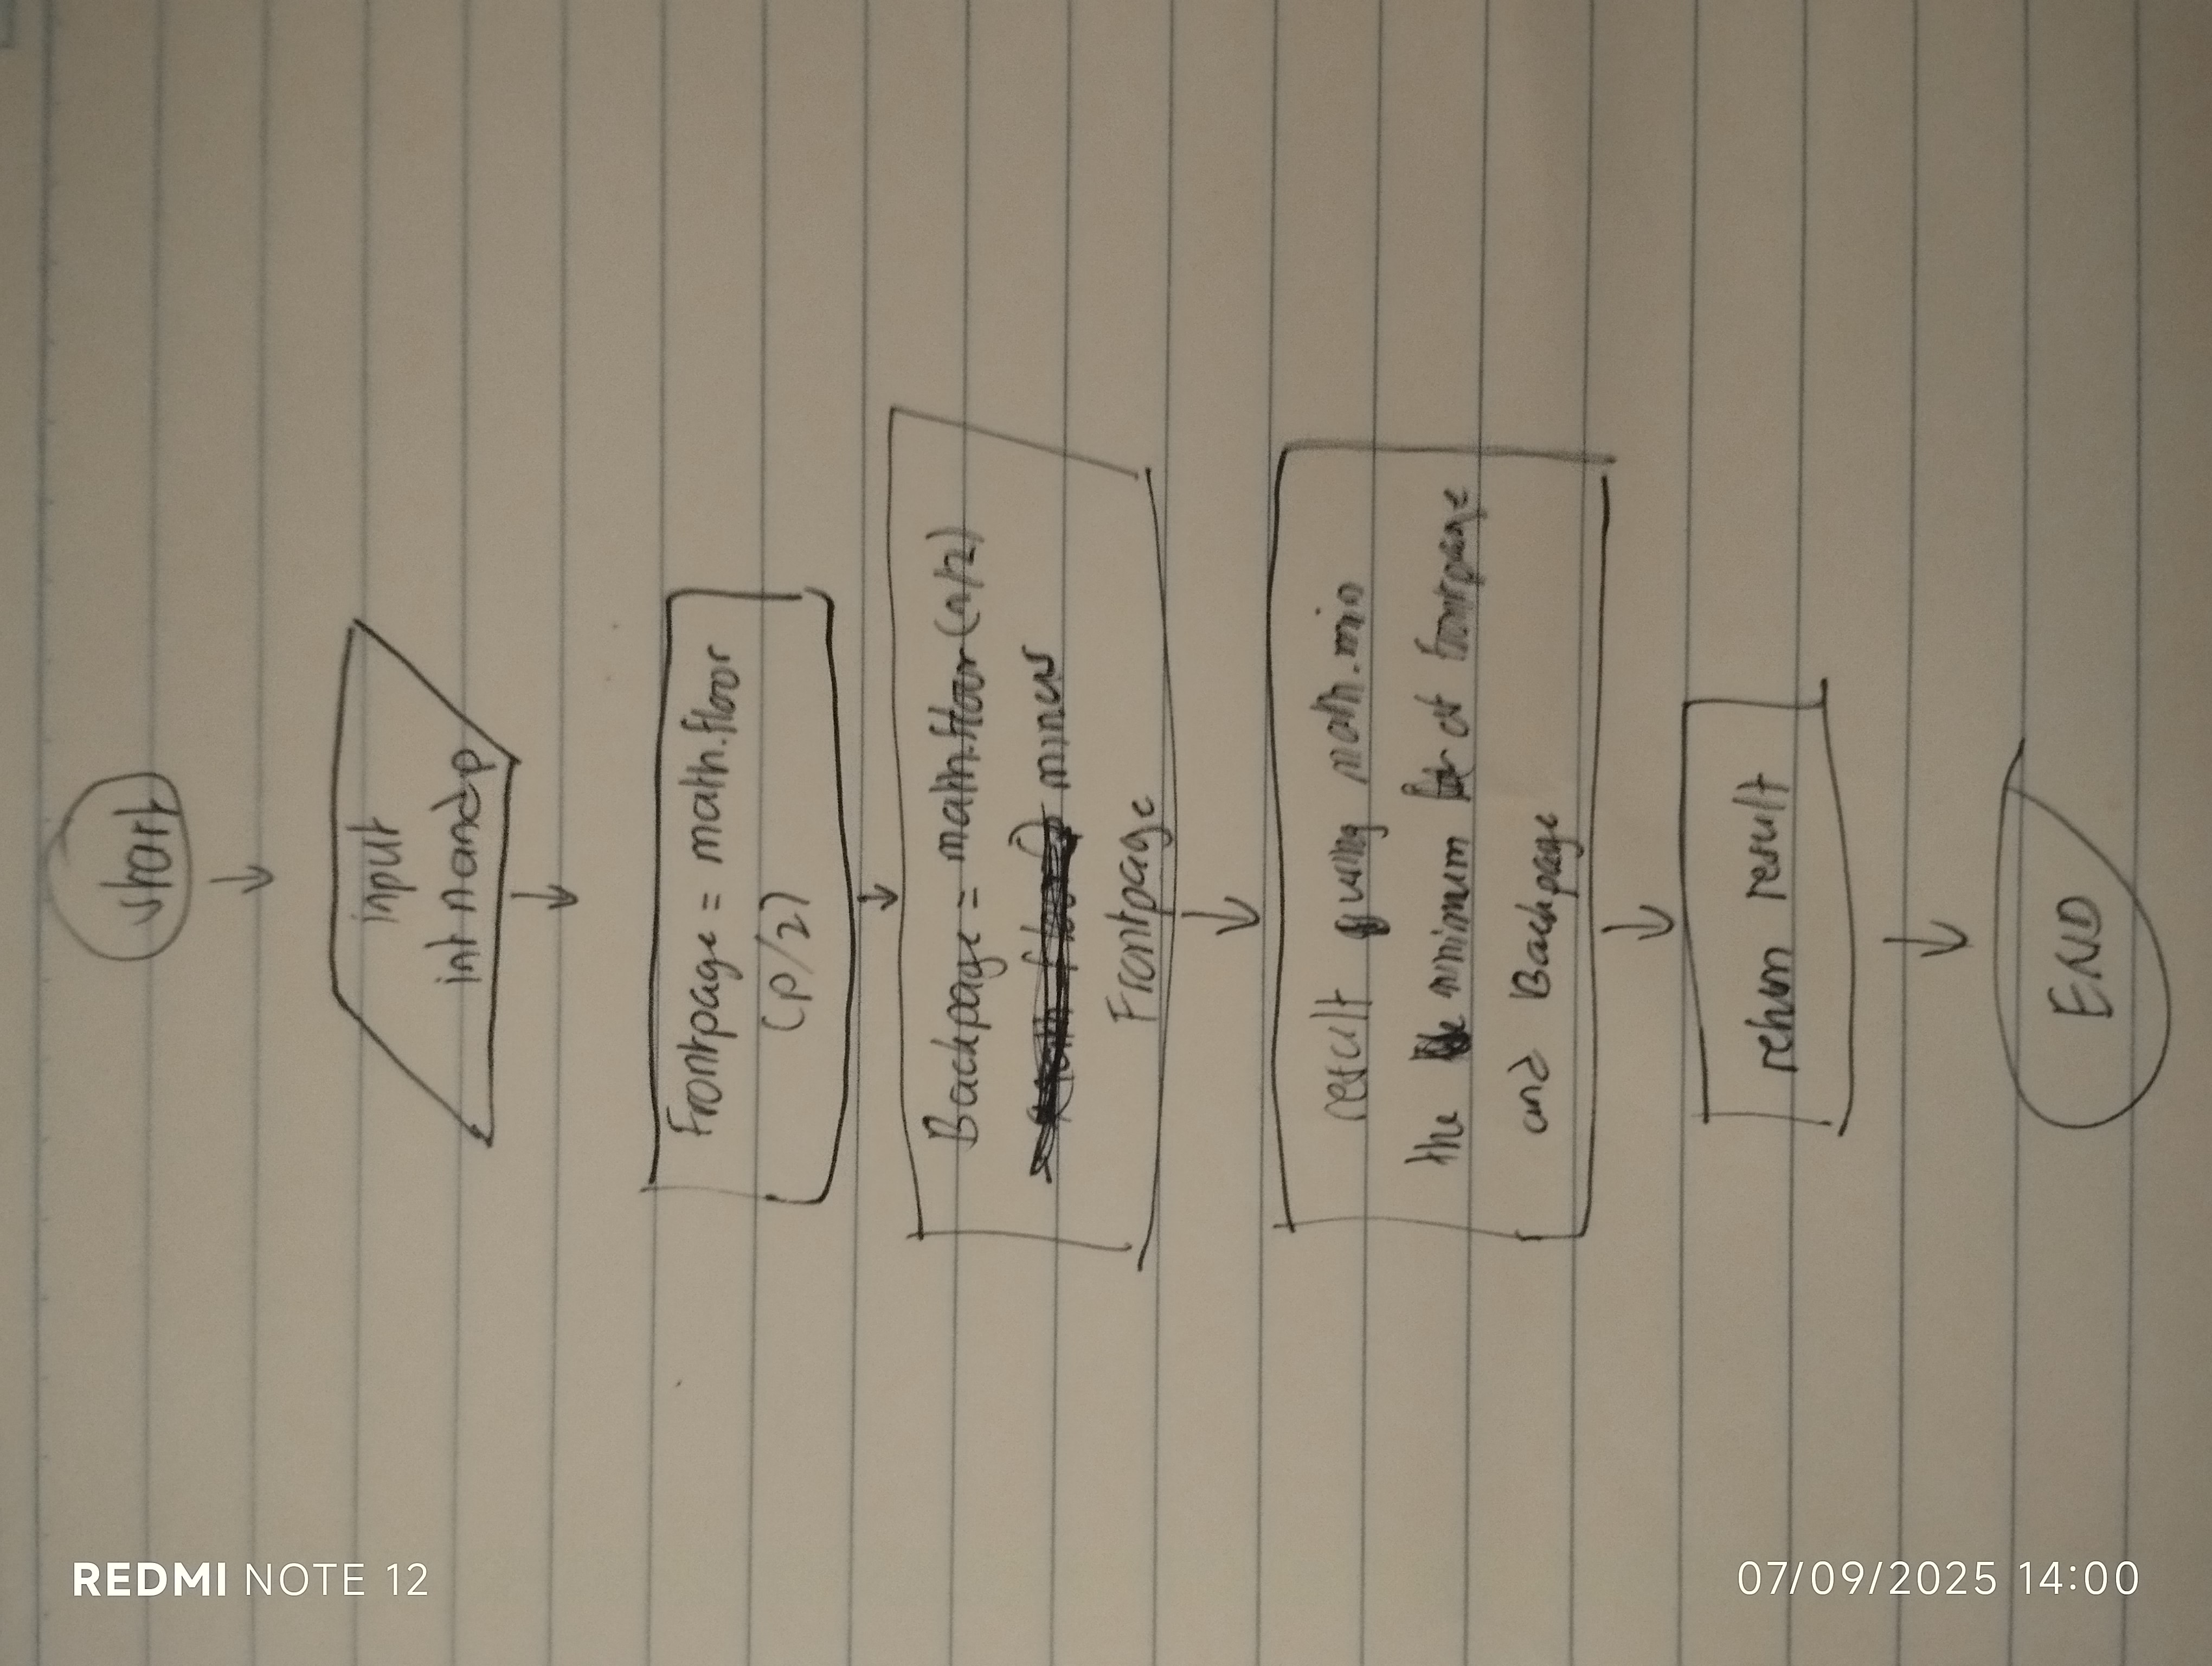 start
input
int n and p
Frontpage = math.floor
(p/2)
Backpage = math.floor (n/2)
minus
Frontpage
result using math.min
the minimum of frontpage
and Backpage
return result
END
REDMI NOTE 12
07/09/2025 14:00